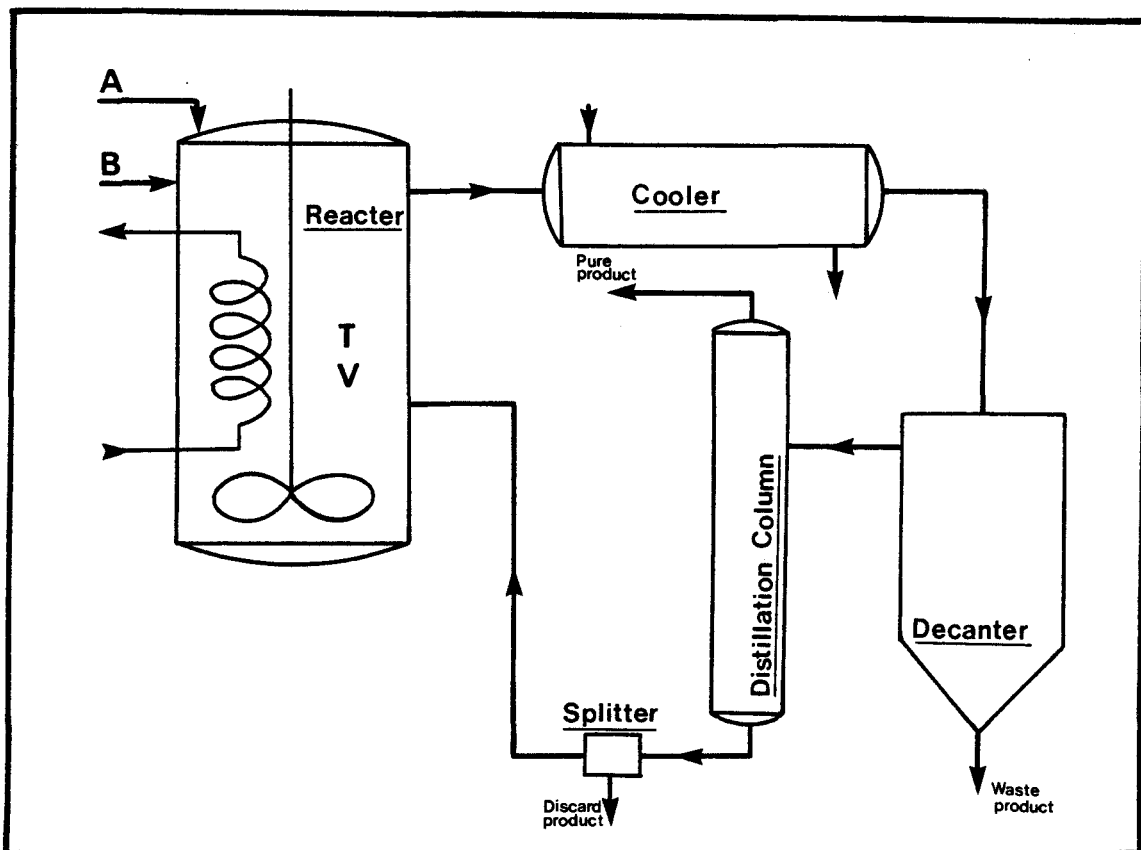 A
B
Reacter
T
V
Cooler
Pure
product
Distillation Column
Decanter
Splitter
Discard
product
Waste
product